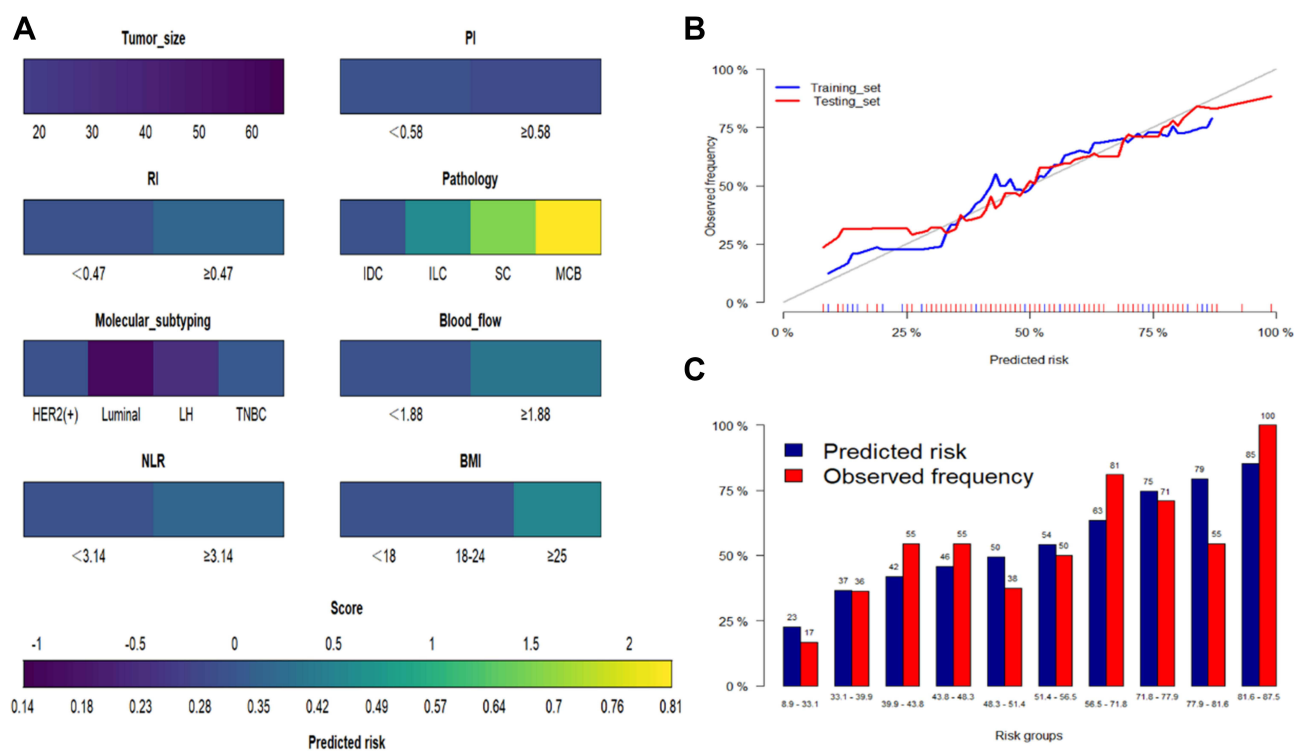 A
Tumor_size
20 30 40 50 60
PI
<0.58 ≥0.58
RI
<0.47 ≥0.47
Pathology
IDC ILC SC MCB
Molecular_subtyping
HER2(+) Luminal LH TNBC
Blood_flow
<1.88 ≥1.88
NLR
<3.14 ≥3.14
BMI
<18 18-24 ≥25
Score
-1 -0.5 0 0.5 1 1.5 2
0.14 0.18 0.23 0.28 0.35 0.42 0.49 0.57 0.64 0.7 0.76 0.81
Predicted risk
B
100 %
75 %
50 %
25 %
0 %
Observed frequency
Training_set
Testing_set
0 % 25 % 50 % 75 % 100 %
Predicted risk
C
100 %
75 %
50 %
25 %
0 %
Predicted risk
Observed frequency
23 17 37 36 42 55 46 55 50 38 54 50 63 81 75 71 79 55 85 100
8.9 - 33.1 33.1 - 39.9 39.9 - 43.8 43.8 - 48.3 48.3 - 51.4 51.4 - 56.5 56.5 - 71.8 71.8 - 77.9 77.9 - 81.6 81.6 - 87.5
Risk groups